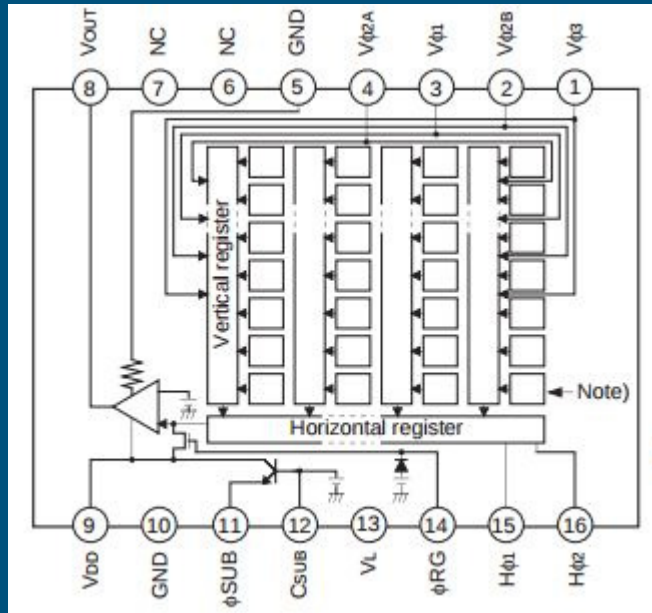 VOUT
NC
NC
GND
Vϕ2A
Vϕ1
Vϕ2B
Vϕ3
8
7
6
5
4
3
2
1
Vertical register
Note)
Horizontal register
9
10
11
12
13
14
15
16
VDD
GND
ϕSUB
CSUB
VL
ϕRG
Hϕ1
Hϕ2